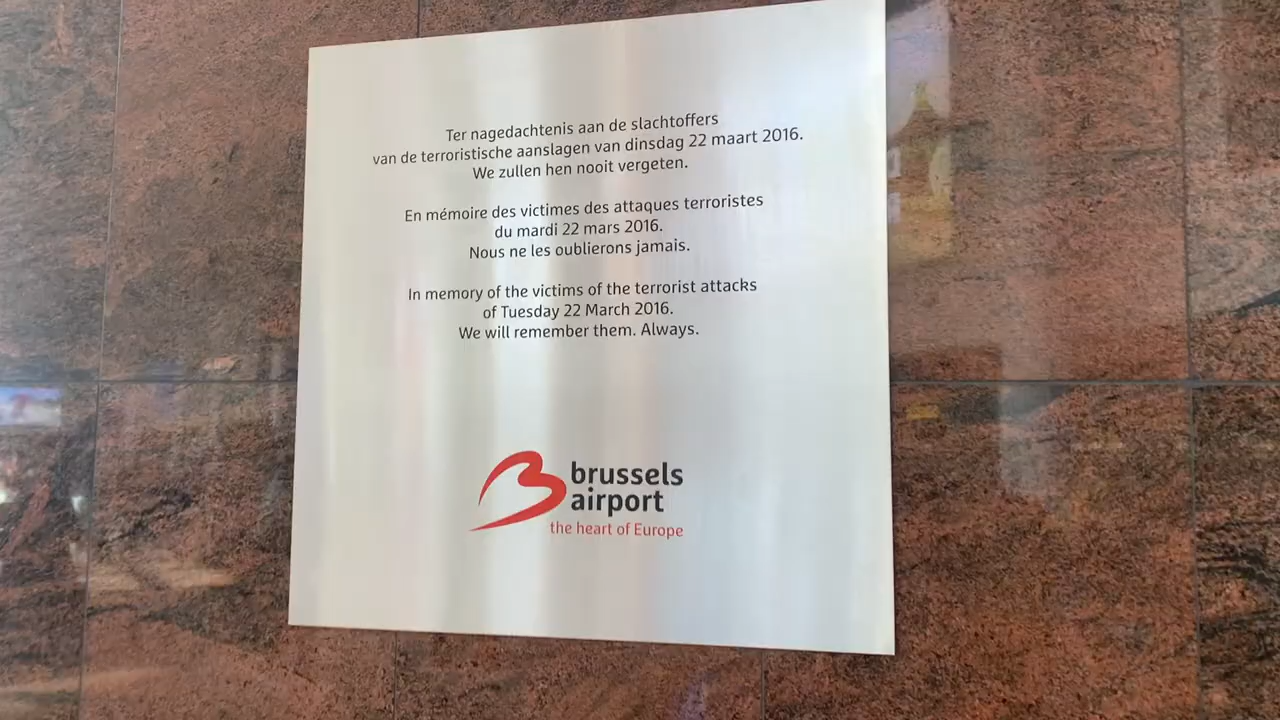 Ter nagedachtenis aan de slachtoffers
van de terroristische aanslagen van dinsdag 22 maart 2016.
We zullen hen nooit vergeten.
En mémoire des victimes des attaques terroristes
du mardi 22 mars 2016.
Nous ne les oublierons jamais.
In memory of the victims of the terrorist attacks
of Tuesday 22 March 2016.
We will remember them. Always.
brussels
airport
the heart of Europe